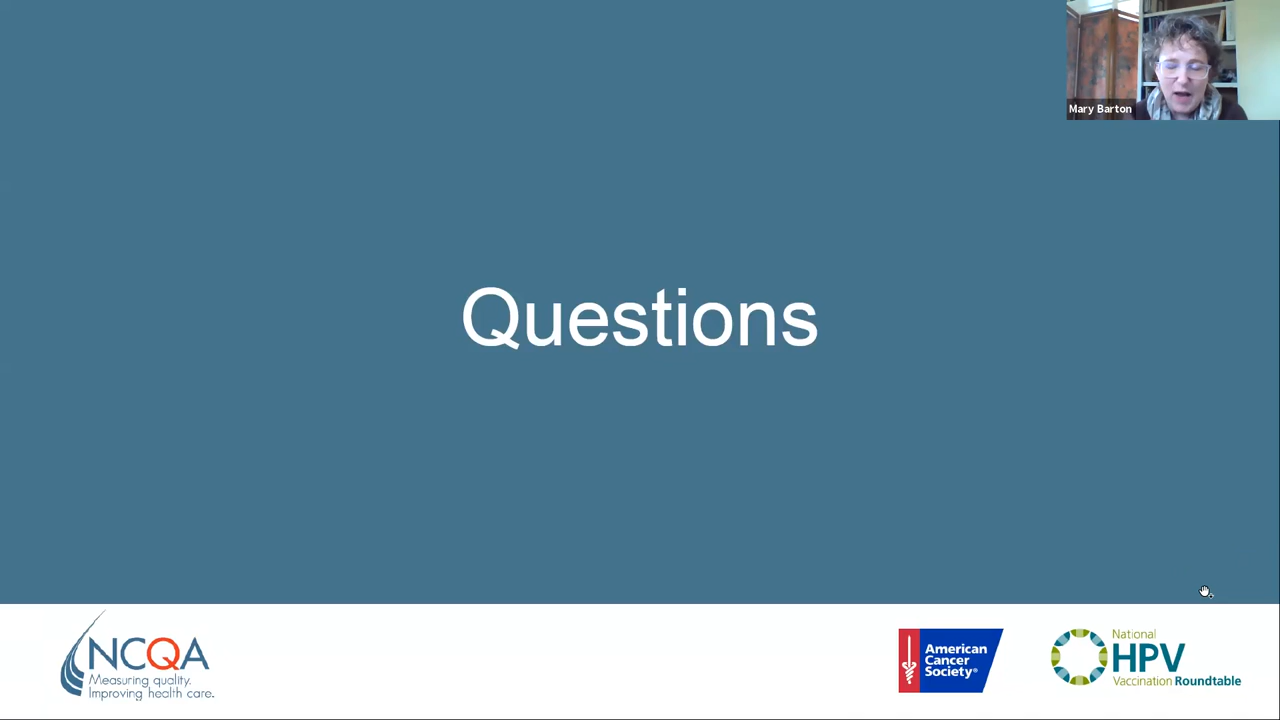 Mary Barton
Questions
NCQA
Measuring quality.
Improving health care.
American
Cancer
Society®
National
HPV
Vaccination Roundtable